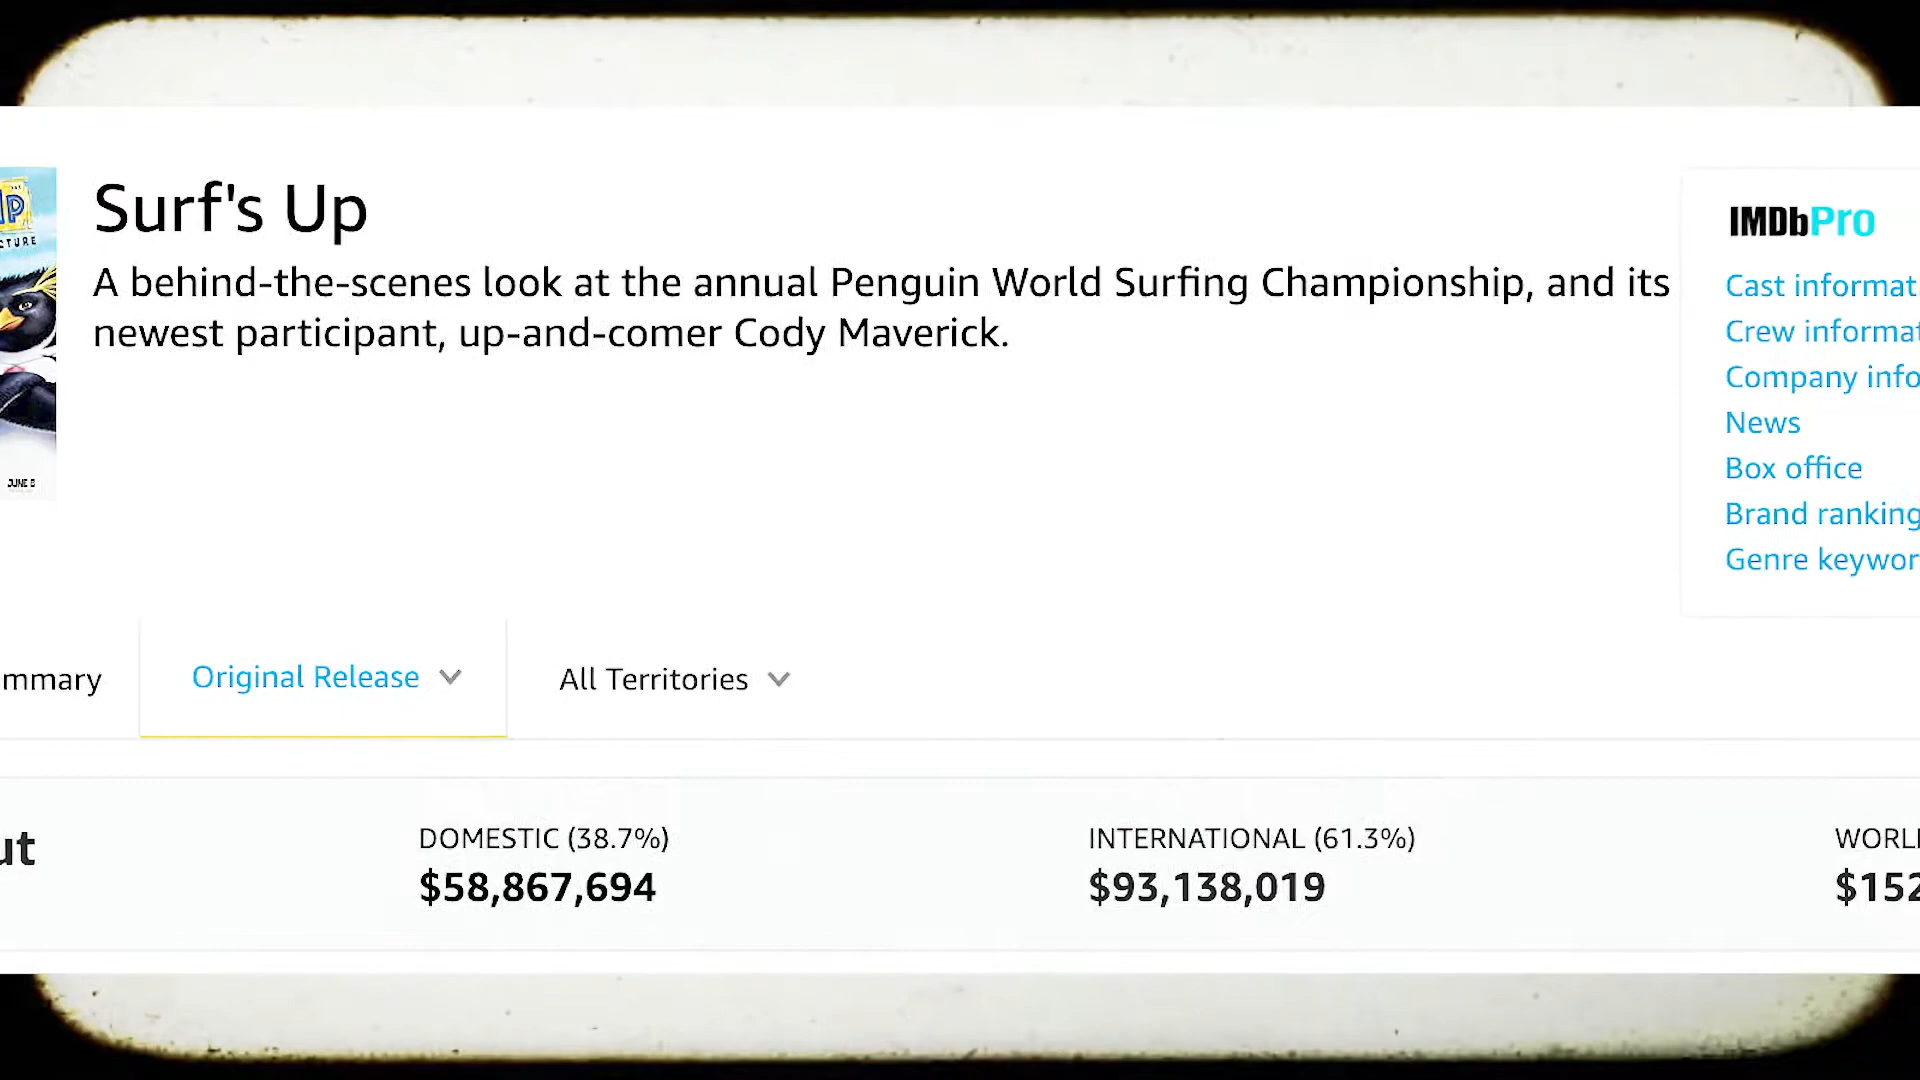 Surf's Up
A behind-the-scenes look at the annual Penguin World Surfing Championship, and its
newest participant, up-and-comer Cody Maverick.
JUNE 8
IMDbPro
Cast informat
Crew informat
Company info
News
Box office
Brand ranking
Genre keywor
mmary
Original Release
All Territories
ut
DOMESTIC (38.7%)
$58,867,694
INTERNATIONAL (61.3%)
$93,138,019
WORL
$152